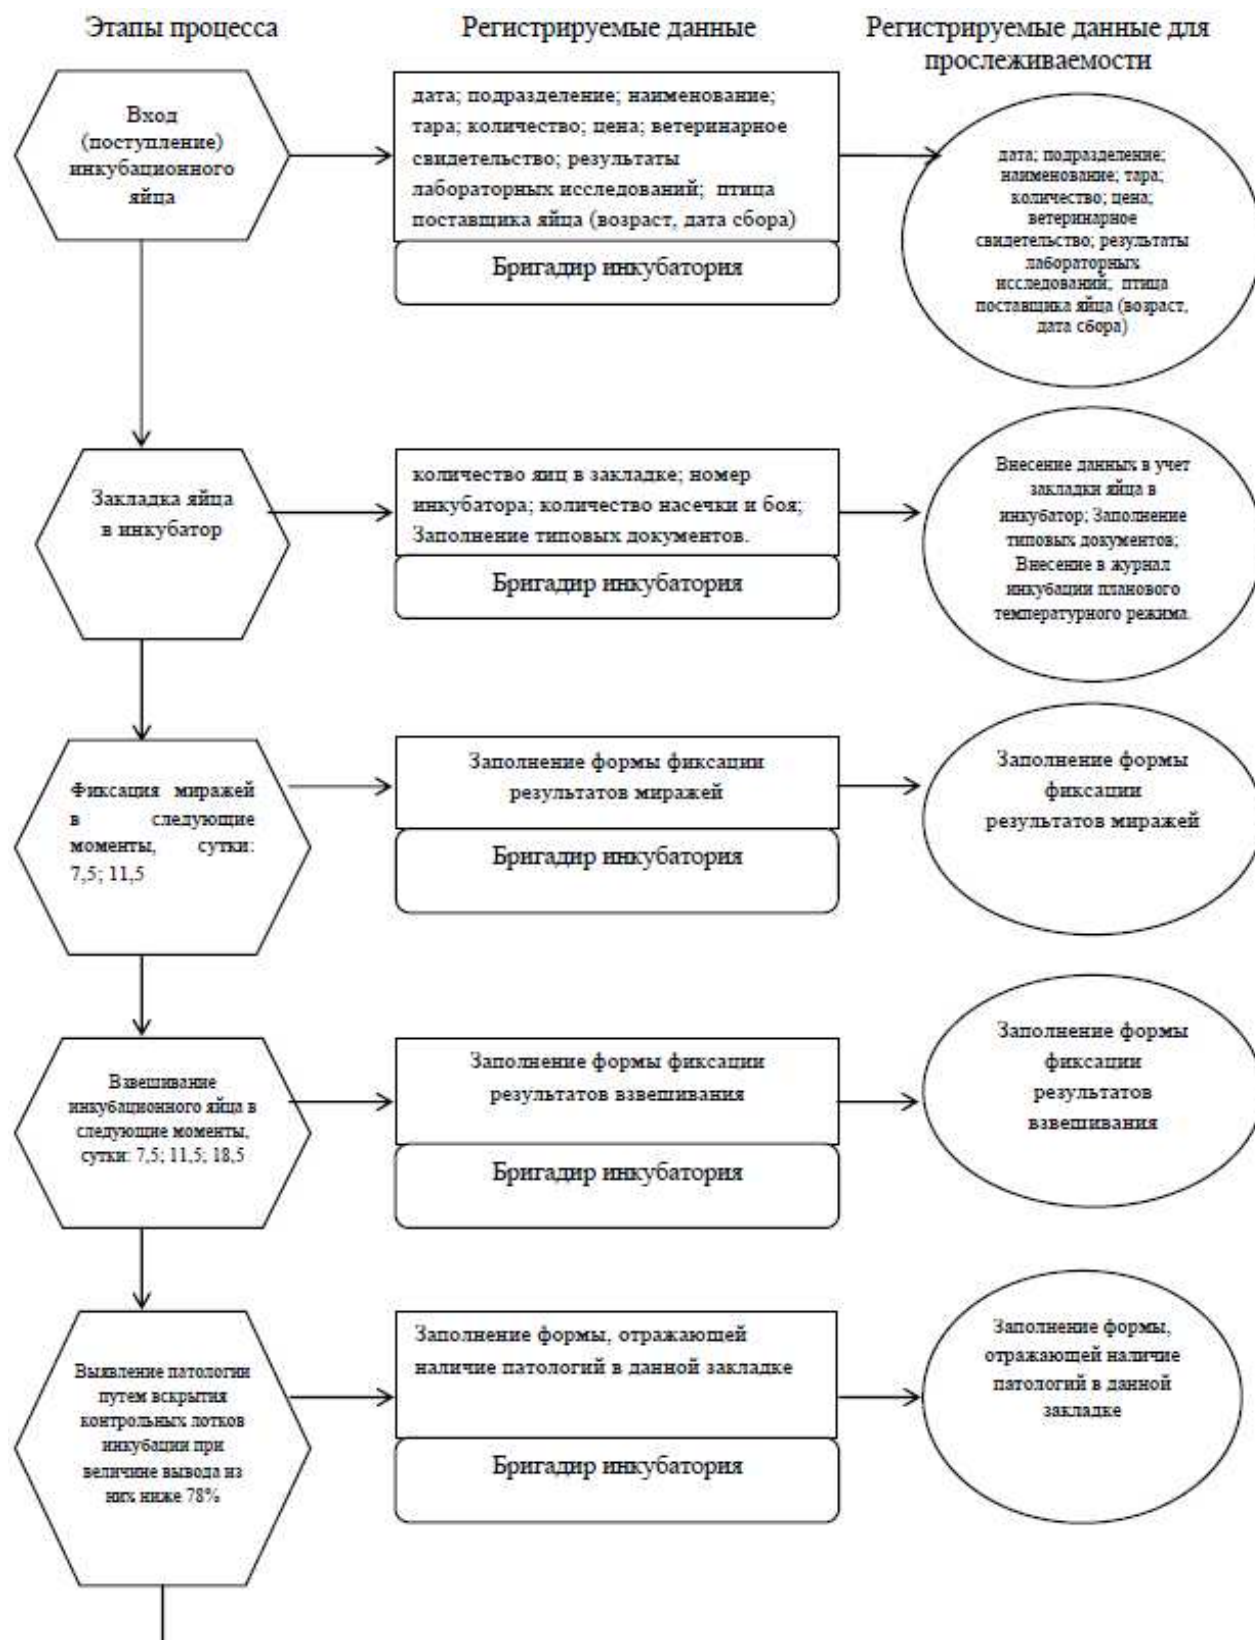 Этапы процесса
Регистрируемые данные
Регистрируемые данные для
прослеживаемости
Вход
(поступление)
инкубационного
яйца
дата; подразделение; наименование;
тара; количество; цена; ветеринарное
свидетельство; результаты
лабораторных исследований; птица
поставщика яйца (возраст, дата сбора)
Бригадир инкубатория
дата; подразделение;
наименование; тара;
количество; цена;
ветеринарное
свидетельство; результаты
лабораторных
исследований; птица
поставщика яйца (возраст,
дата сбора)
Закладка яйца
в инкубатор
количество яиц в закладке; номер
инкубатора; количество насечки и боя;
Заполнение типовых документов.
Бригадир инкубатория
Внесение данных в учет
закладки яйца в
инкубатор; Заполнение
типовых документов;
Внесение в журнал
инкубации планового
температурного режима.
Фиксация миражей
в следующие
моменты, сутки:
7,5; 11,5
Заполнение формы фиксации
результатов миражей
Бригадир инкубатория
Заполнение формы
фиксации
результатов миражей
Взвешивание
инкубационного яйца в
следующие моменты,
сутки: 7,5; 11,5; 18,5
Заполнение формы фиксации
результатов взвешивания
Бригадир инкубатория
Заполнение формы
фиксации
результатов
взвешивания
Выявление патологии
путем вскрытия
контрольных лотков
инкубации при
величине вывода из
них ниже 78%
Заполнение формы, отражающей
наличие патологий в данной закладке
Бригадир инкубатория
Заполнение формы,
отражающей наличие
патологий в данной
закладке